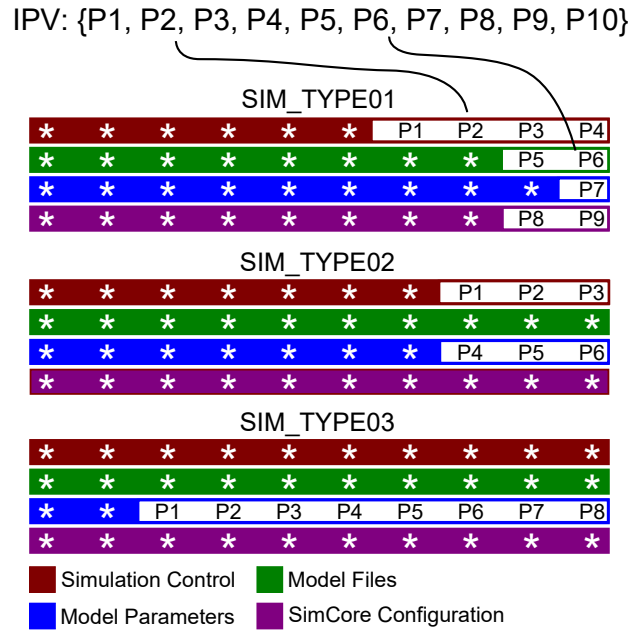 IPV: {P1, P2, P3, P4, P5, P6, P7, P8, P9, P10}
SIM_TYPE01
* * * * * * P1 P2 P3 P4
* * * * * * * * P5 P6
* * * * * * * * * P7
* * * * * * * * P8 P9
SIM_TYPE02
* * * * * * * P1 P2 P3
* * * * * * * * * *
* * * * * * * P4 P5 P6
* * * * * * * * * *
SIM_TYPE03
* * * * * * * * * *
* * * * * * * * * *
* * P1 P2 P3 P4 P5 P6 P7 P8
* * * * * * * * * *
Simulation Control Model Files
Model Parameters SimCore Configuration